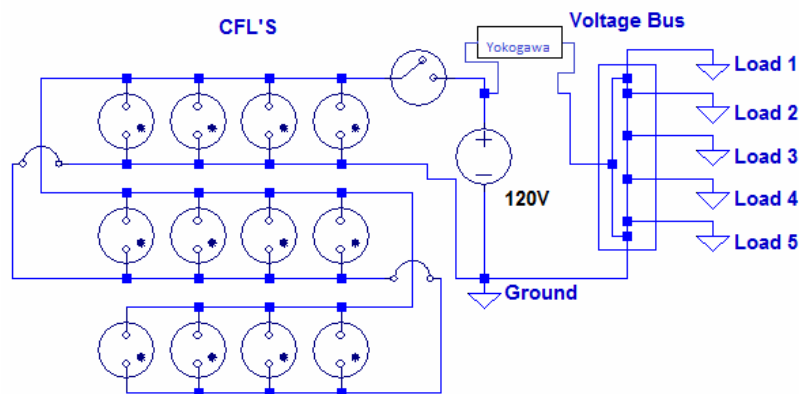 CFL'S
Voltage Bus
Yokogawa
Load 1
Load 2
Load 3
Load 4
Load 5
120V
Ground